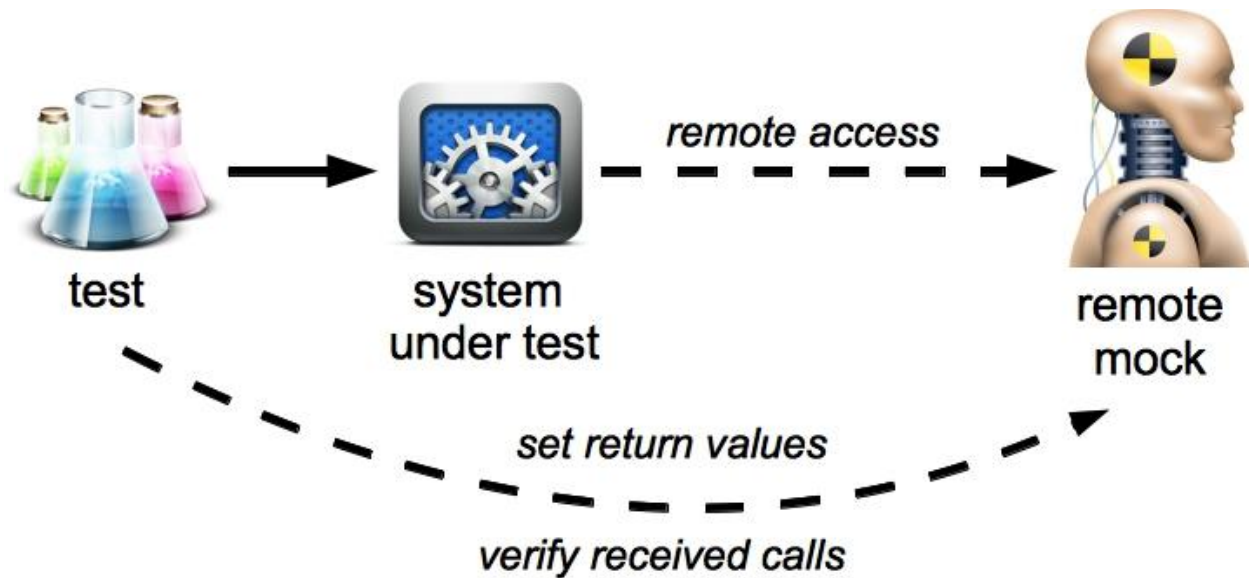 remote access
test
system
under test
remote
mock
set return values
verify received calls